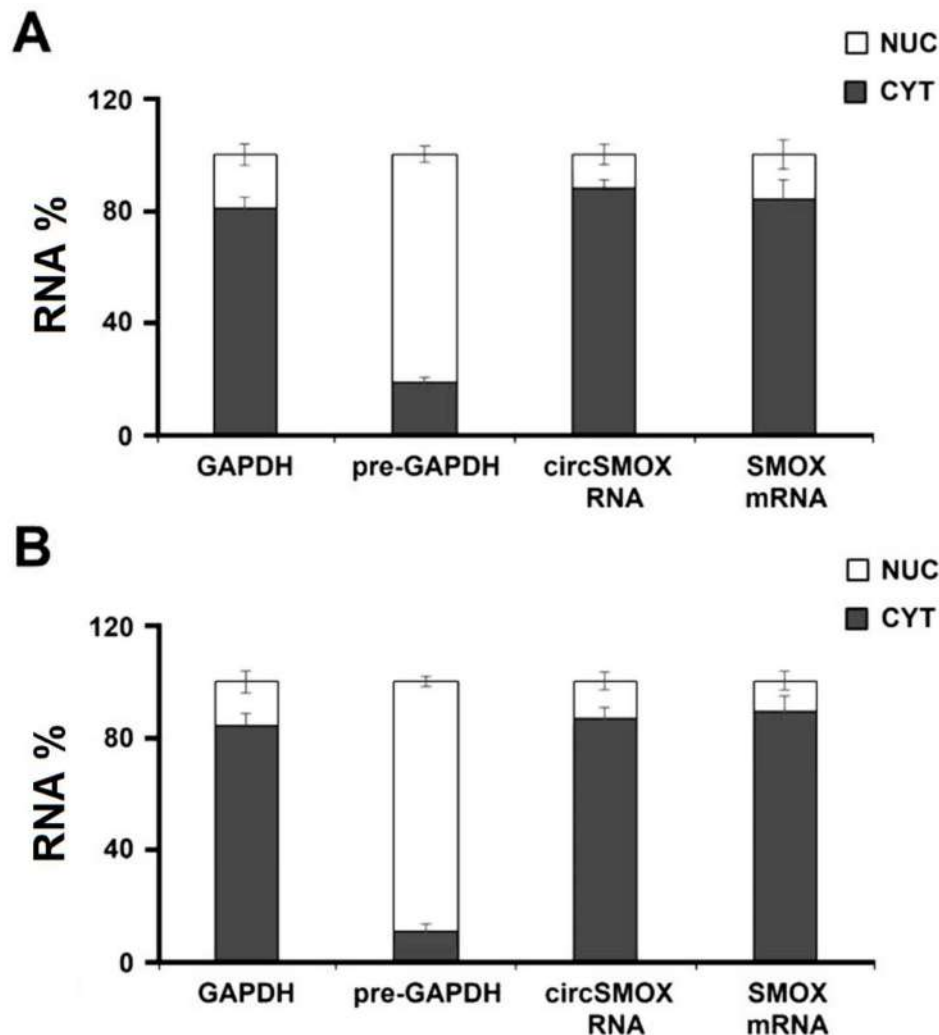 A
NUC
CYT
120
80
40
0
RNA %
GAPDH
pre-GAPDH
circSMOX
RNA
SMOX
mRNA
B
NUC
CYT
120
80
40
0
RNA %
GAPDH
pre-GAPDH
circSMOX
RNA
SMOX
mRNA